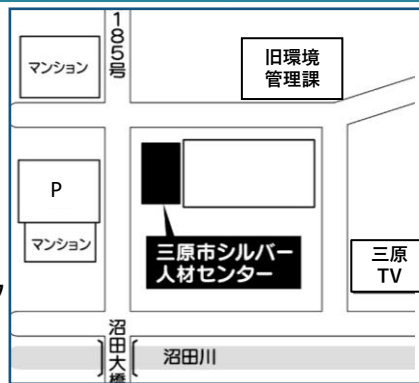 185号
マンション
旧環境
管理課
P
マンション
三原市シルバー
人材センター
三原
TV
沼田大橋
沼田川